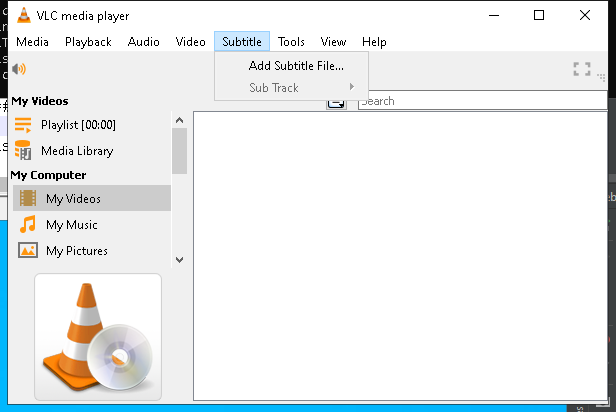 VLC media player
Media Playback Audio Video Subtitle Tools View Help
Add Subtitle File...
Sub Track
Search
My Videos
Playlist [00:00]
Media Library
My Computer
My Videos
My Music
My Pictures